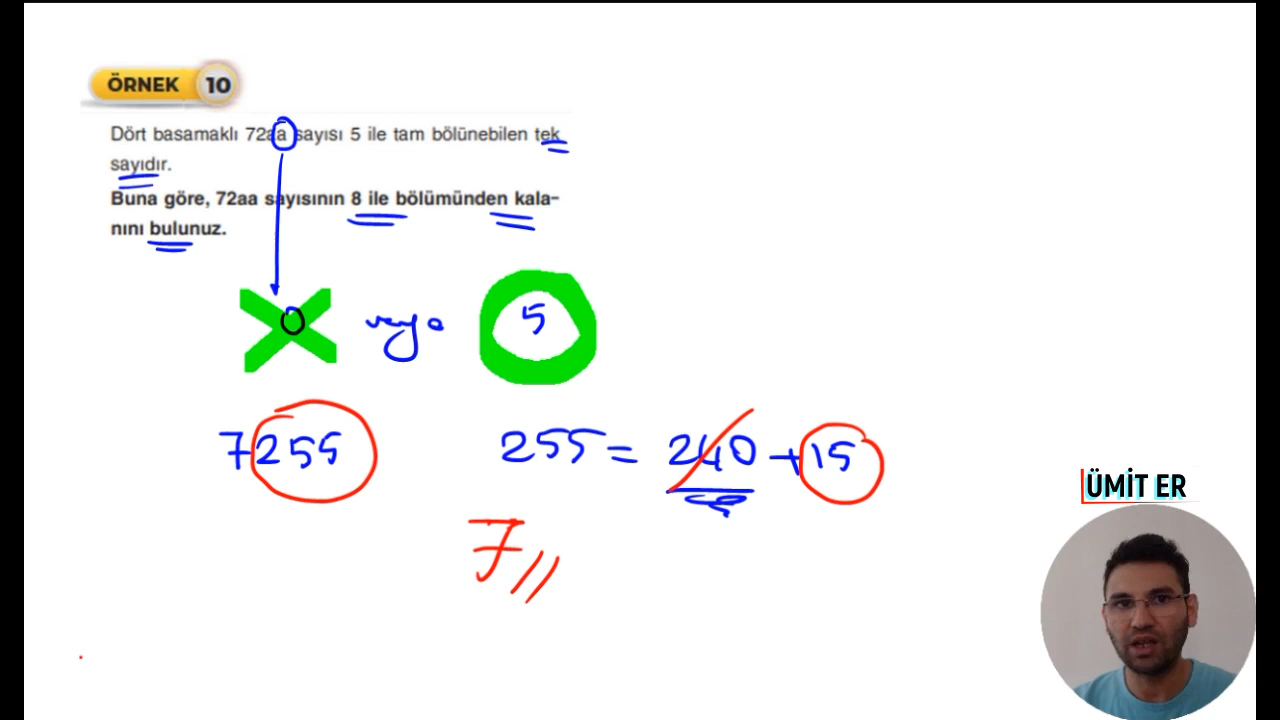 ÖRNEK 10
Dört basamaklı 72aa sayısı 5 ile tam bölünebilen tek
sayıdır.
Buna göre, 72aa sayısının 8 ile bölümünden kala-
nını bulunuz.
0 veya 5
7255 255 = 240 + 15
7//
ÜMİT ER